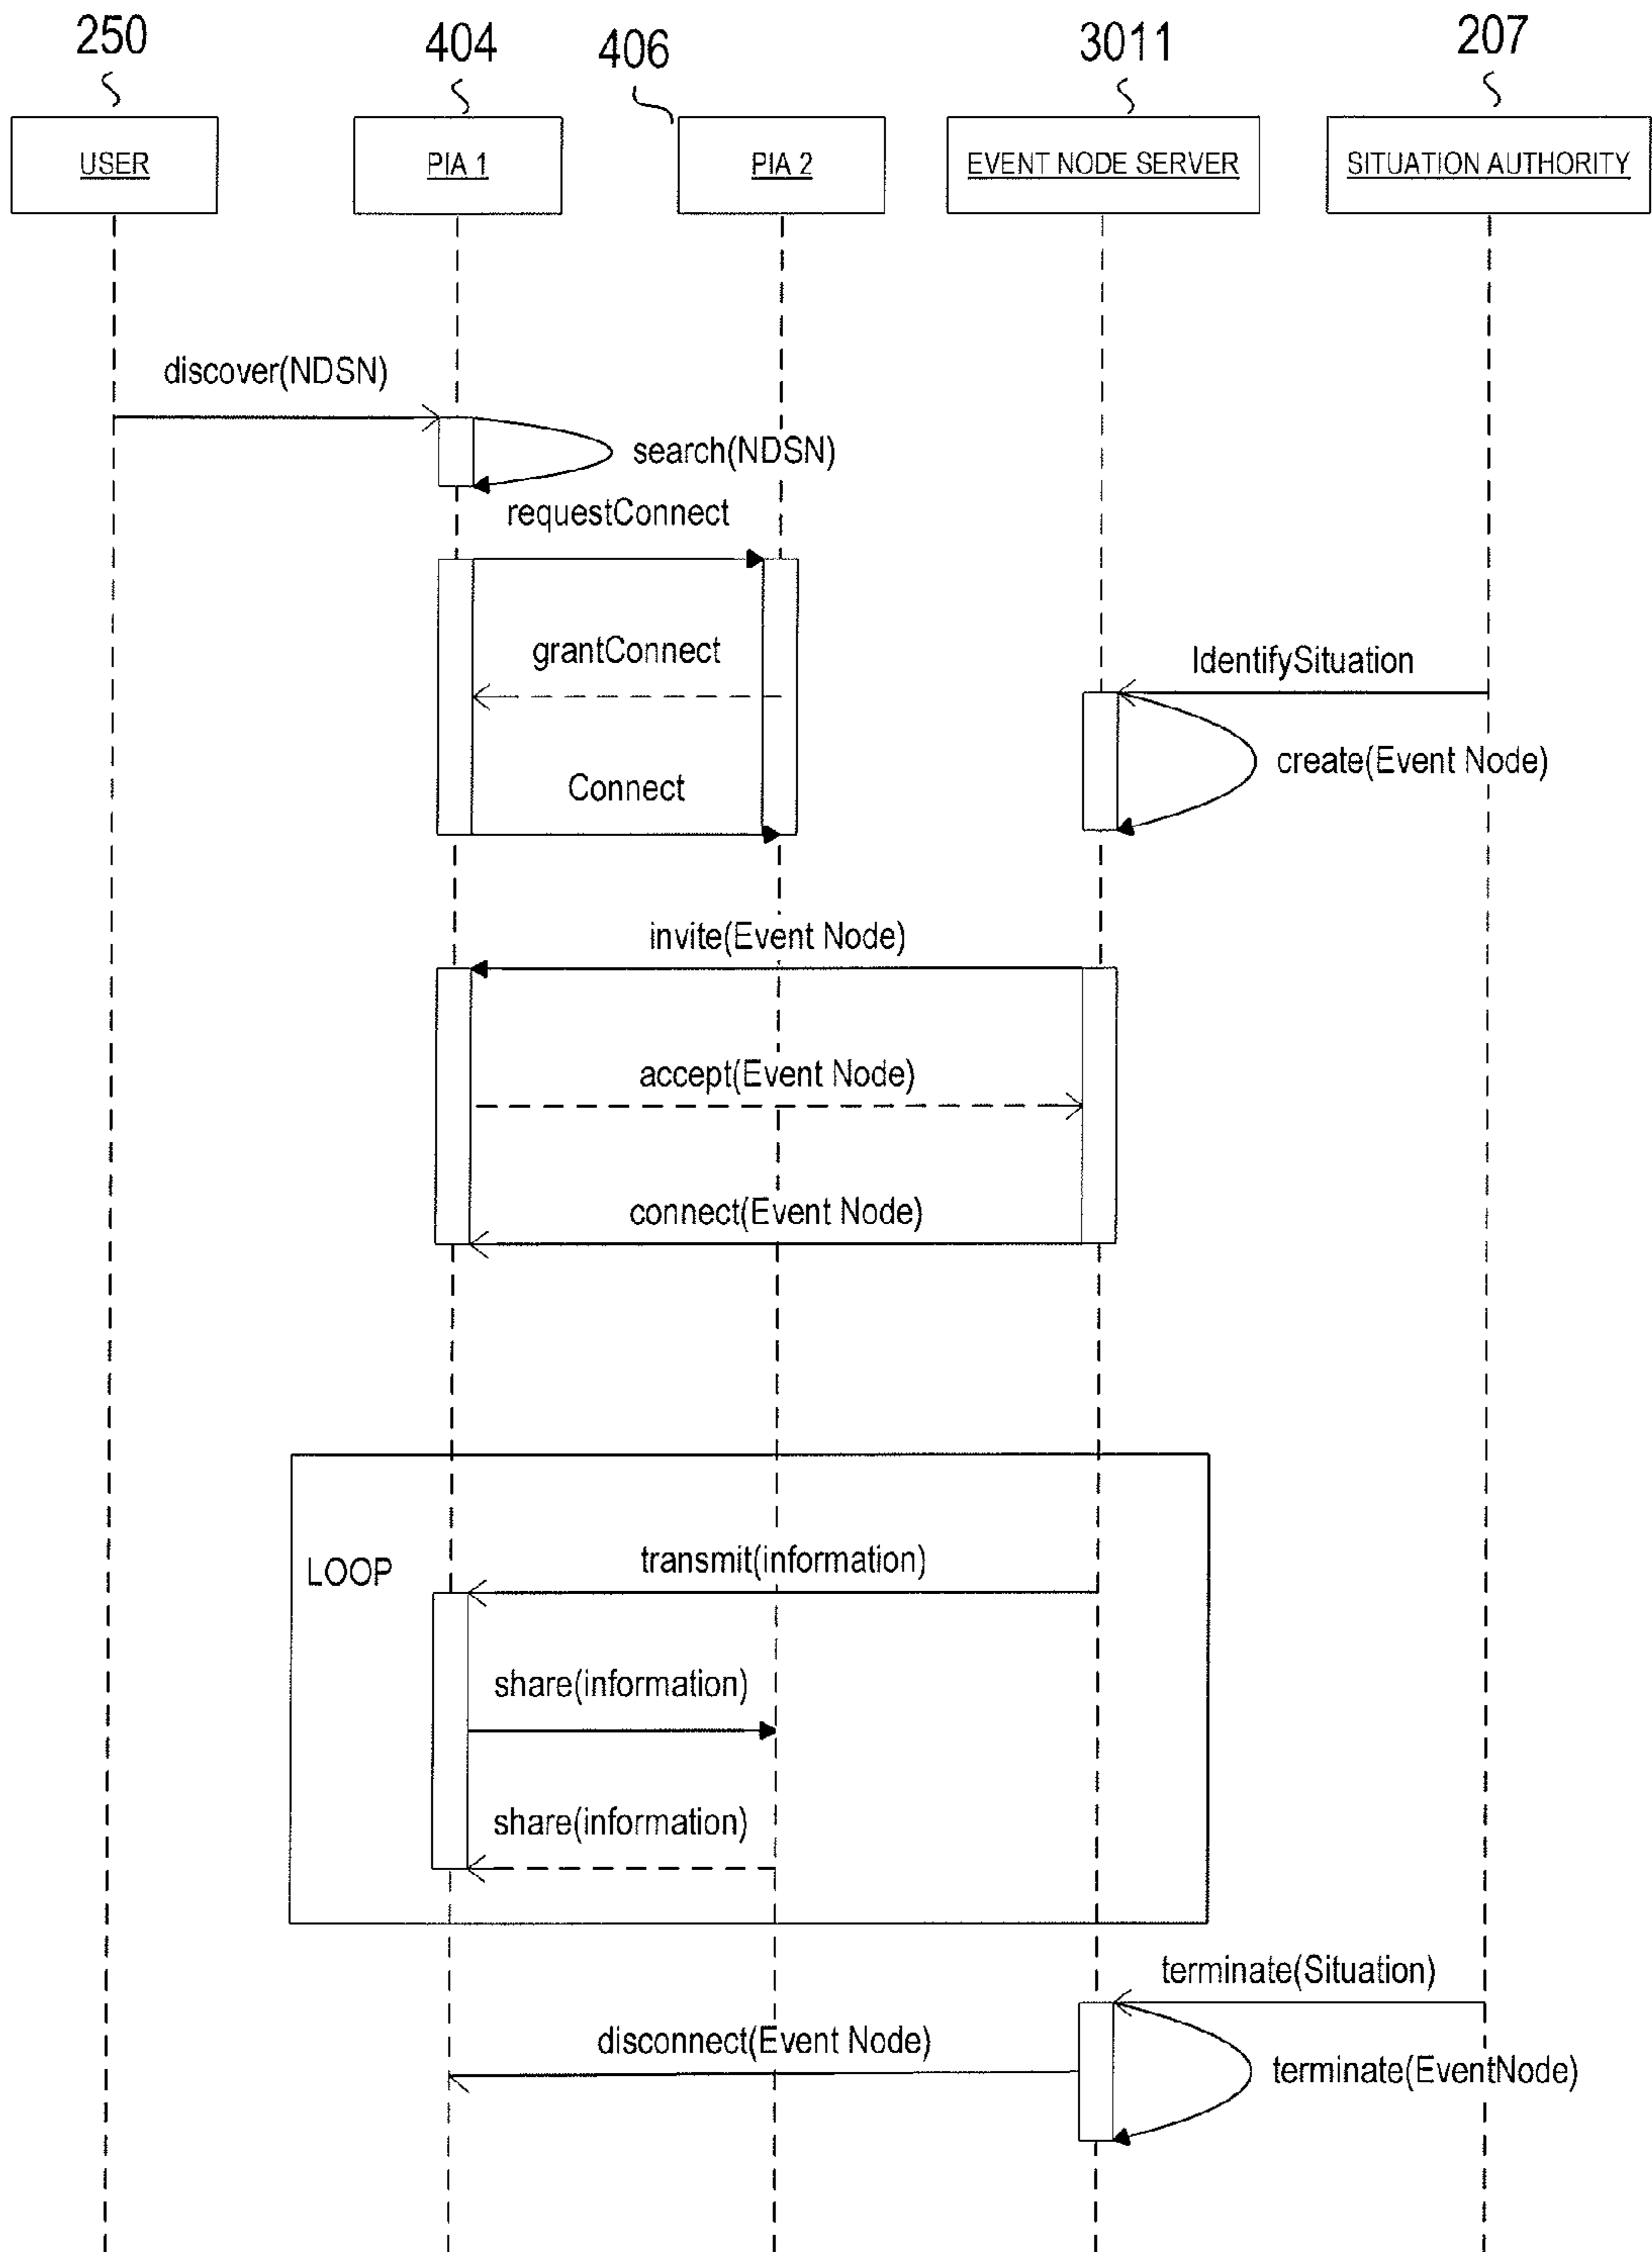 250
404
406
3011
207
USER
PIA 1
PIA 2
EVENT NODE SERVER
SITUATION AUTHORITY
discover(NDSN)
search(NDSN)
requestConnect
grantConnect
IdentifySituation
create(Event Node)
Connect
invite(Event Node)
accept(Event Node)
connect(Event Node)
LOOP
transmit(information)
share(information)
share(information)
terminate(Situation)
disconnect(Event Node)
terminate(EventNode)